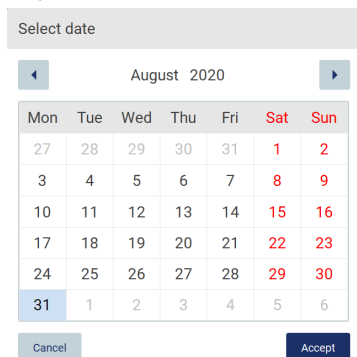 Select date
August 2020
Mon Tue Wed Thu Fri Sat Sun
27 28 29 30 31 1 2
3 4 5 6 7 8 9
10 11 12 13 14 15 16
17 18 19 20 21 22 23
24 25 26 27 28 29 30
31 1 2 3 4 5 6
Cancel Accept